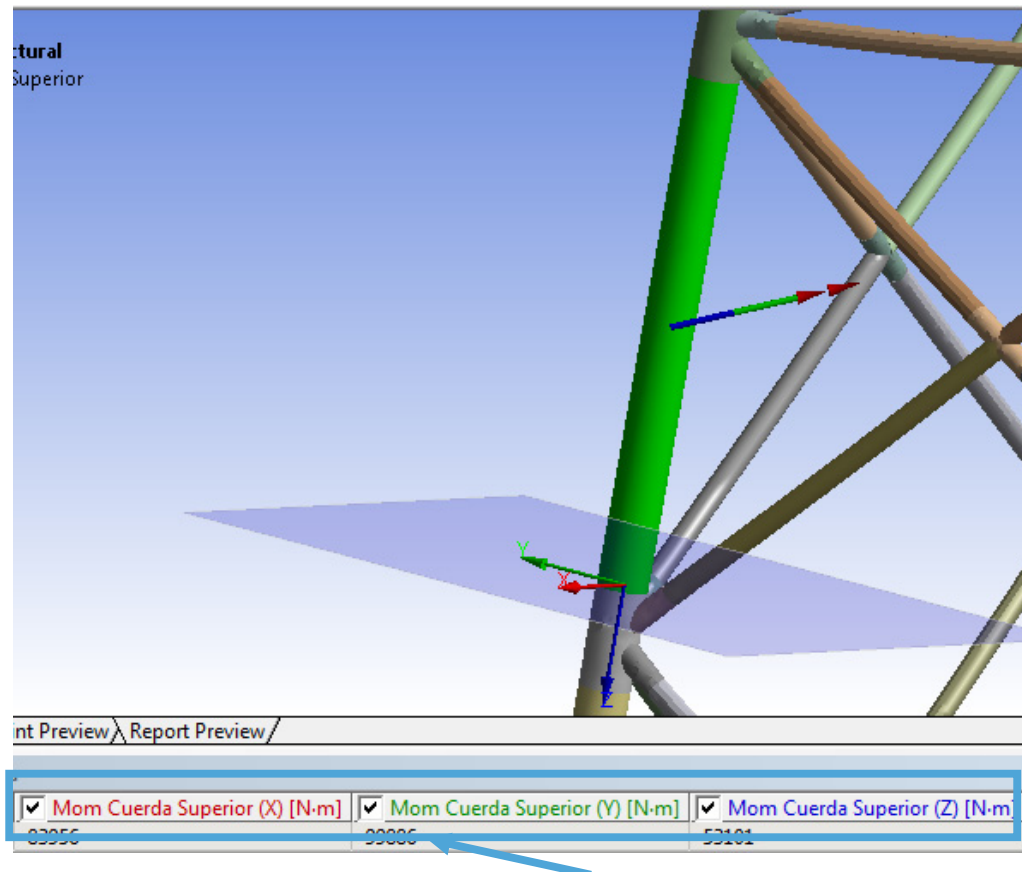 ctural
Superior
Y
X
Z
int Preview Report Preview
Mom Cuerda Superior (X) [N·m] Mom Cuerda Superior (Y) [N·m] Mom Cuerda Superior (Z) [N·m]